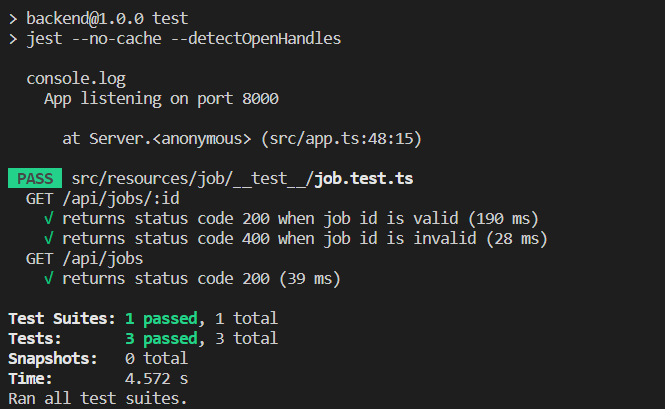 > backend@1.0.0 test
> jest --no-cache --detectOpenHandles
console.log
App listening on port 8000
at Server.<anonymous> (src/app.ts:48:15)
PASS src/resources/job/__test__/job.test.ts
GET /api/jobs/:id
√ returns status code 200 when job id is valid (190 ms)
√ returns status code 400 when job id is invalid (28 ms)
GET /api/jobs
√ returns status code 200 (39 ms)
Test Suites: 1 passed, 1 total
Tests: 3 passed, 3 total
Snapshots: 0 total
Time: 4.572 s
Ran all test suites.